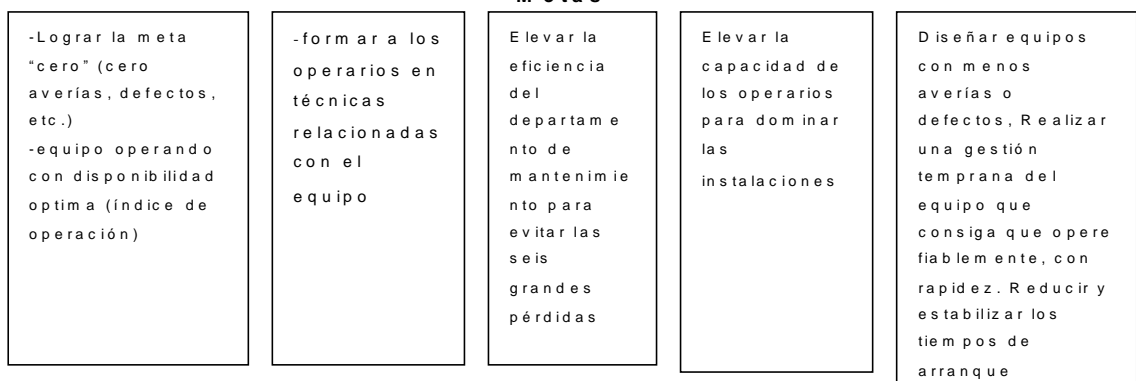 Metas
-Lograr la meta
“cero” (cero
averías, defectos,
etc.)
-equipo operando
con disponibilidad
optima (índice de
operación)
-formar a los
operarios en
técnicas
relacionadas
con el
equipo
Elevar la
eficiencia
del
departame
nto de
mantenimie
nto para
evitar las
seis
grandes
pérdidas
Elevar la
capacidad de
los operarios
para dominar
las
instalaciones
Diseñar equipos
con menos
averías o
defectos, Realizar
una gestión
temprana del
equipo que
consiga que opere
fiablemente, con
rapidez. Reducir y
estabilizar los
tiempos de
arranque